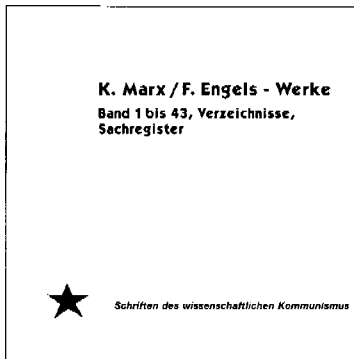 K. Marx / F. Engels - Werke
Band 1 bis 43, Verzeichnisse,
Sachregister
Schriften des wissenschaftlichen Kommunismus